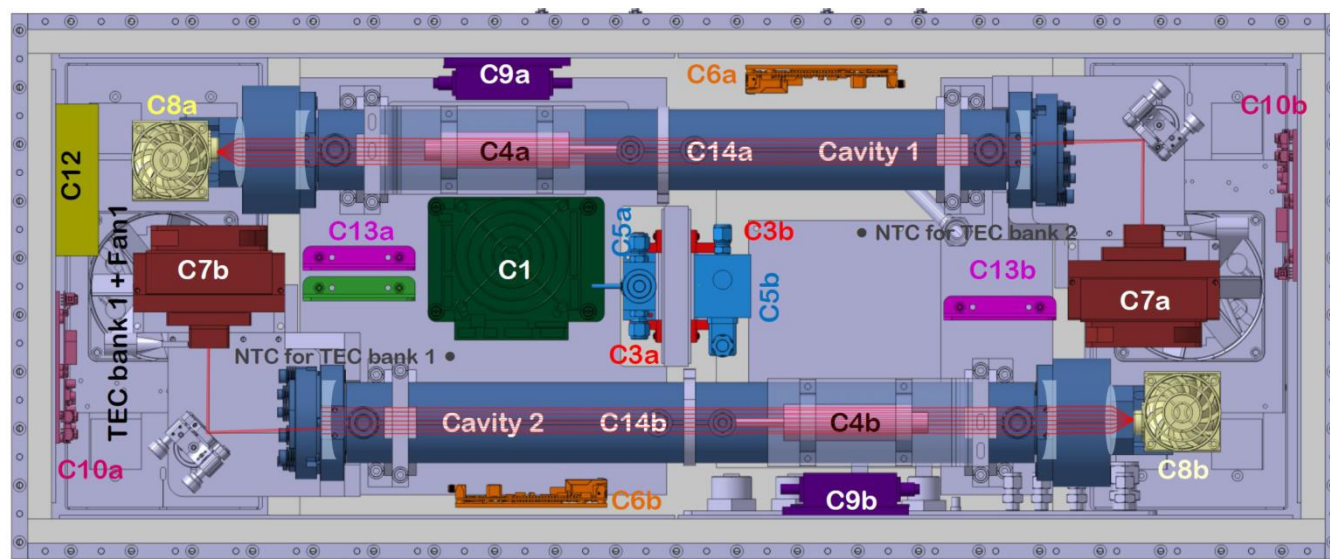 C9a
C6a
C8a
C10b
C12
C4a
C14a
Cavity 1
C5a
C13a
C3b
NTC for TEC bank 2
C7b
C1
C13b
C5b
C7a
TEC bank 1 + Fan1
NTC for TEC bank 1
C3a
Cavity 2
C14b
C4b
C10a
C8b
C6b
C9b